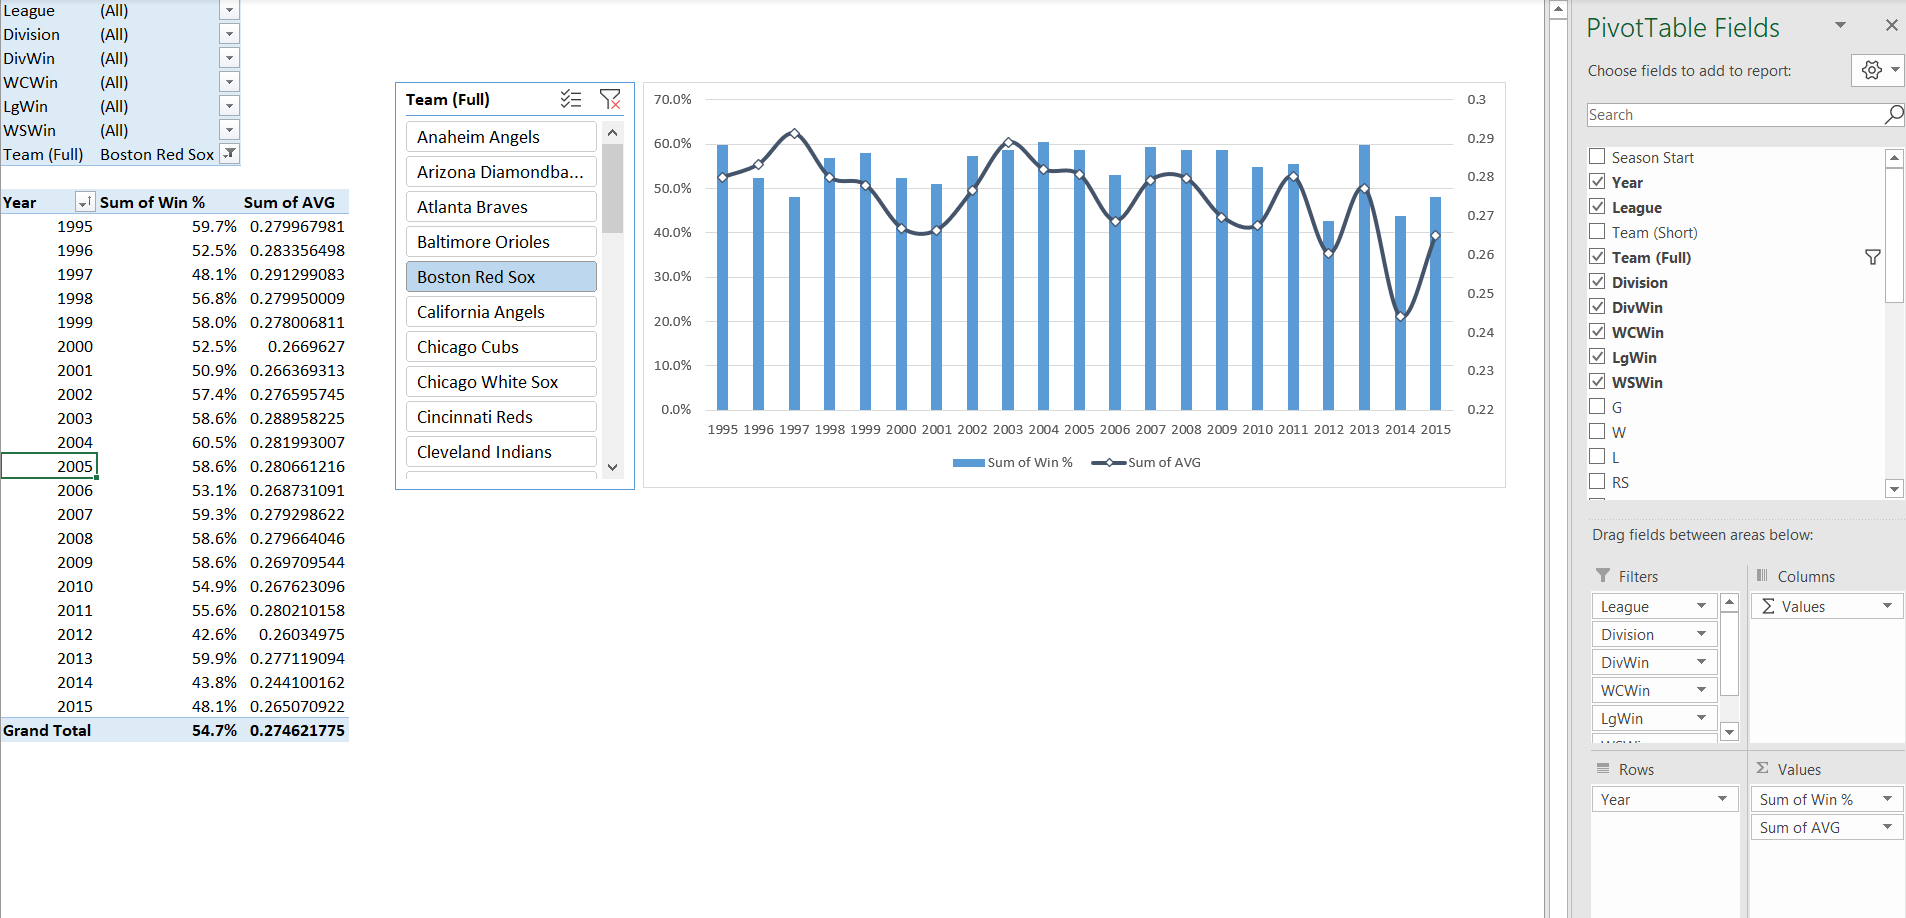 League (All)
Division (All)
DivWin (All)
WCWin (All)
LgWin (All)
WSWin (All)
Team (Full) Boston Red Sox
Year Sum of Win % Sum of AVG
1995 59.7% 0.279967981
1996 52.5% 0.283356498
1997 48.1% 0.291299083
1998 56.8% 0.279950009
1999 58.0% 0.278006811
2000 52.5% 0.2669627
2001 50.9% 0.266369313
2002 57.4% 0.276595745
2003 58.6% 0.288958225
2004 60.5% 0.281993007
2005 58.6% 0.280661216
2006 53.1% 0.268731091
2007 59.3% 0.279298622
2008 58.6% 0.279664046
2009 58.6% 0.269709544
2010 54.9% 0.267623096
2011 55.6% 0.280210158
2012 42.6% 0.26034975
2013 59.9% 0.277119094
2014 43.8% 0.244100162
2015 48.1% 0.265070922
Grand Total 54.7% 0.274621775
Team (Full)
Anaheim Angels
Arizona Diamondba...
Atlanta Braves
Baltimore Orioles
Boston Red Sox
California Angels
Chicago Cubs
Chicago White Sox
Cincinnati Reds
Cleveland Indians
70.0% 0.3
60.0% 0.29
50.0% 0.28
40.0% 0.27
30.0% 0.26
20.0% 0.25
10.0% 0.24
0.0% 0.23
0.22
1995 1996 1997 1998 1999 2000 2001 2002 2003 2004 2005 2006 2007 2008 2009 2010 2011 2012 2013 2014 2015
Sum of Win % Sum of AVG
PivotTable Fields
Choose fields to add to report:
Search
Season Start
Year
League
Team (Short)
Team (Full)
Division
DivWin
WCWin
LgWin
WSWin
G
W
L
RS
Drag fields between areas below:
Filters
League
Division
DivWin
WCWin
LgWin
WSWin
Columns
Σ Values
Rows
Year
Σ Values
Sum of Win %
Sum of AVG